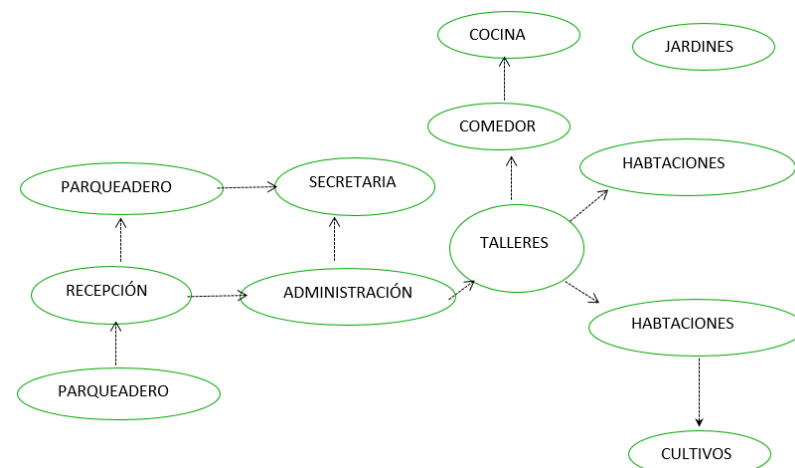 COCINA
JARDINES
COMEDOR
HABTACIONES
PARQUEADERO
SECRETARIA
TALLERES
RECEPCIÓN
ADMINISTRACIÓN
HABTACIONES
PARQUEADERO
CULTIVOS